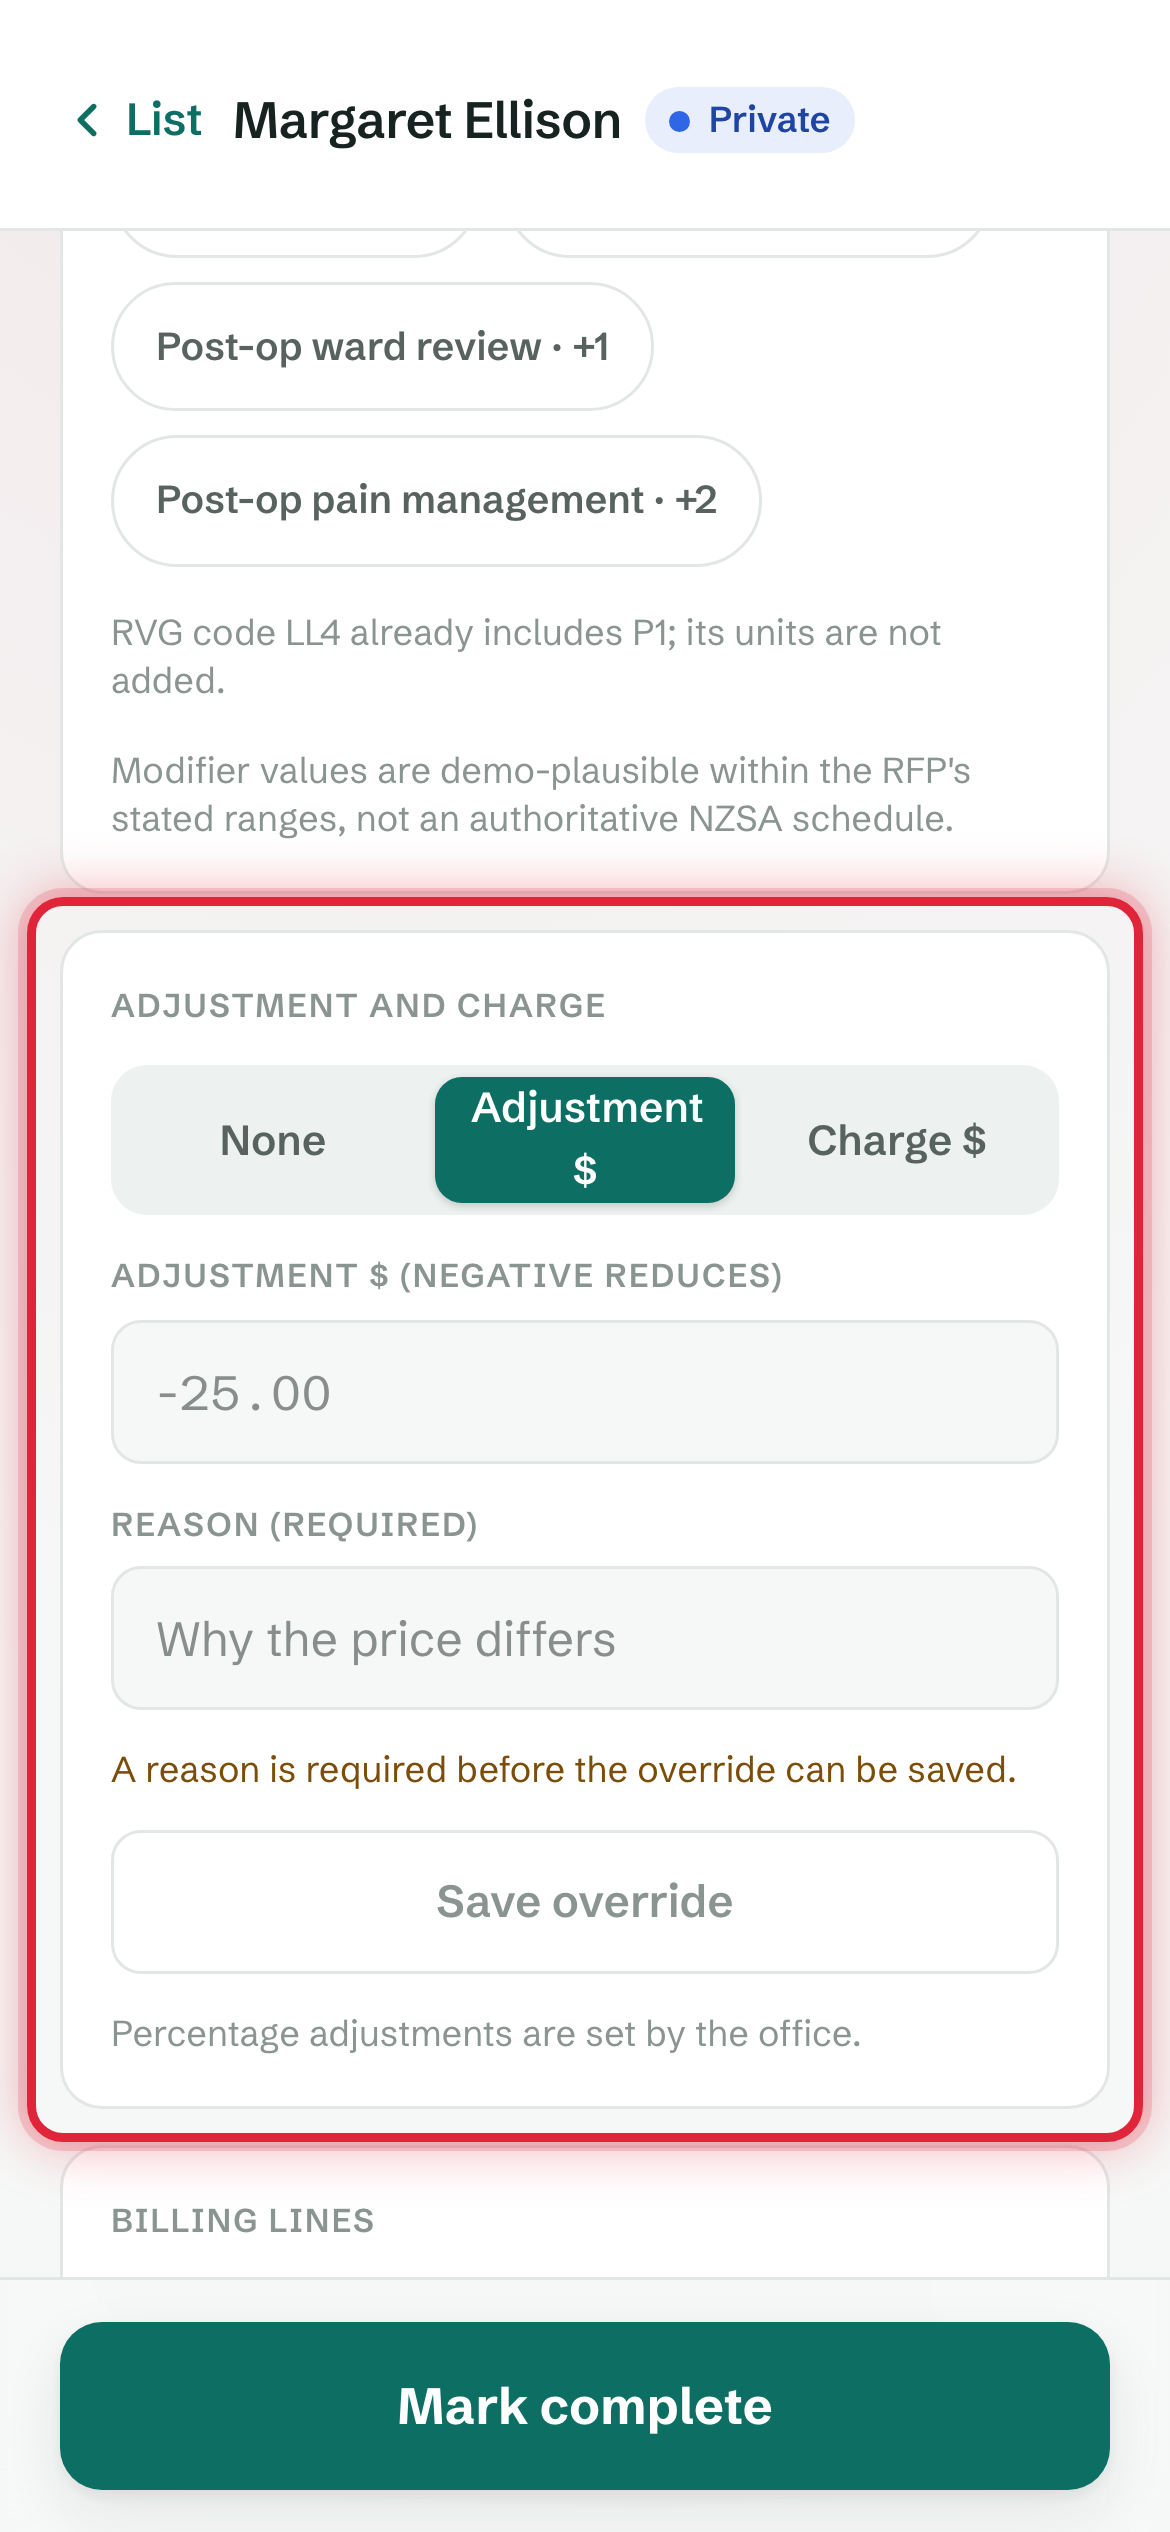 List Margaret Ellison Private
Post-op ward review · +1
Post-op pain management · +2
RVG code LL4 already includes P1; its units are not
added.
Modifier values are demo-plausible within the RFP's
stated ranges, not an authoritative NZSA schedule.
ADJUSTMENT AND CHARGE
None
Adjustment
$
Charge $
ADJUSTMENT $ (NEGATIVE REDUCES)
-25.00
REASON (REQUIRED)
Why the price differs
A reason is required before the override can be saved.
Save override
Percentage adjustments are set by the office.
BILLING LINES
Mark complete